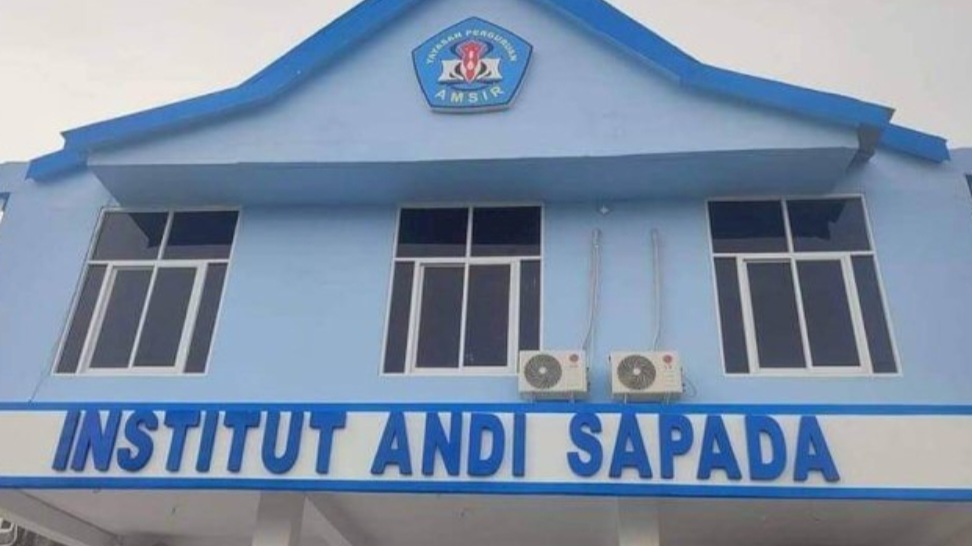 YAYASAN PERGURUAN
AMSIR
INSTITUT ANDI SAPADA